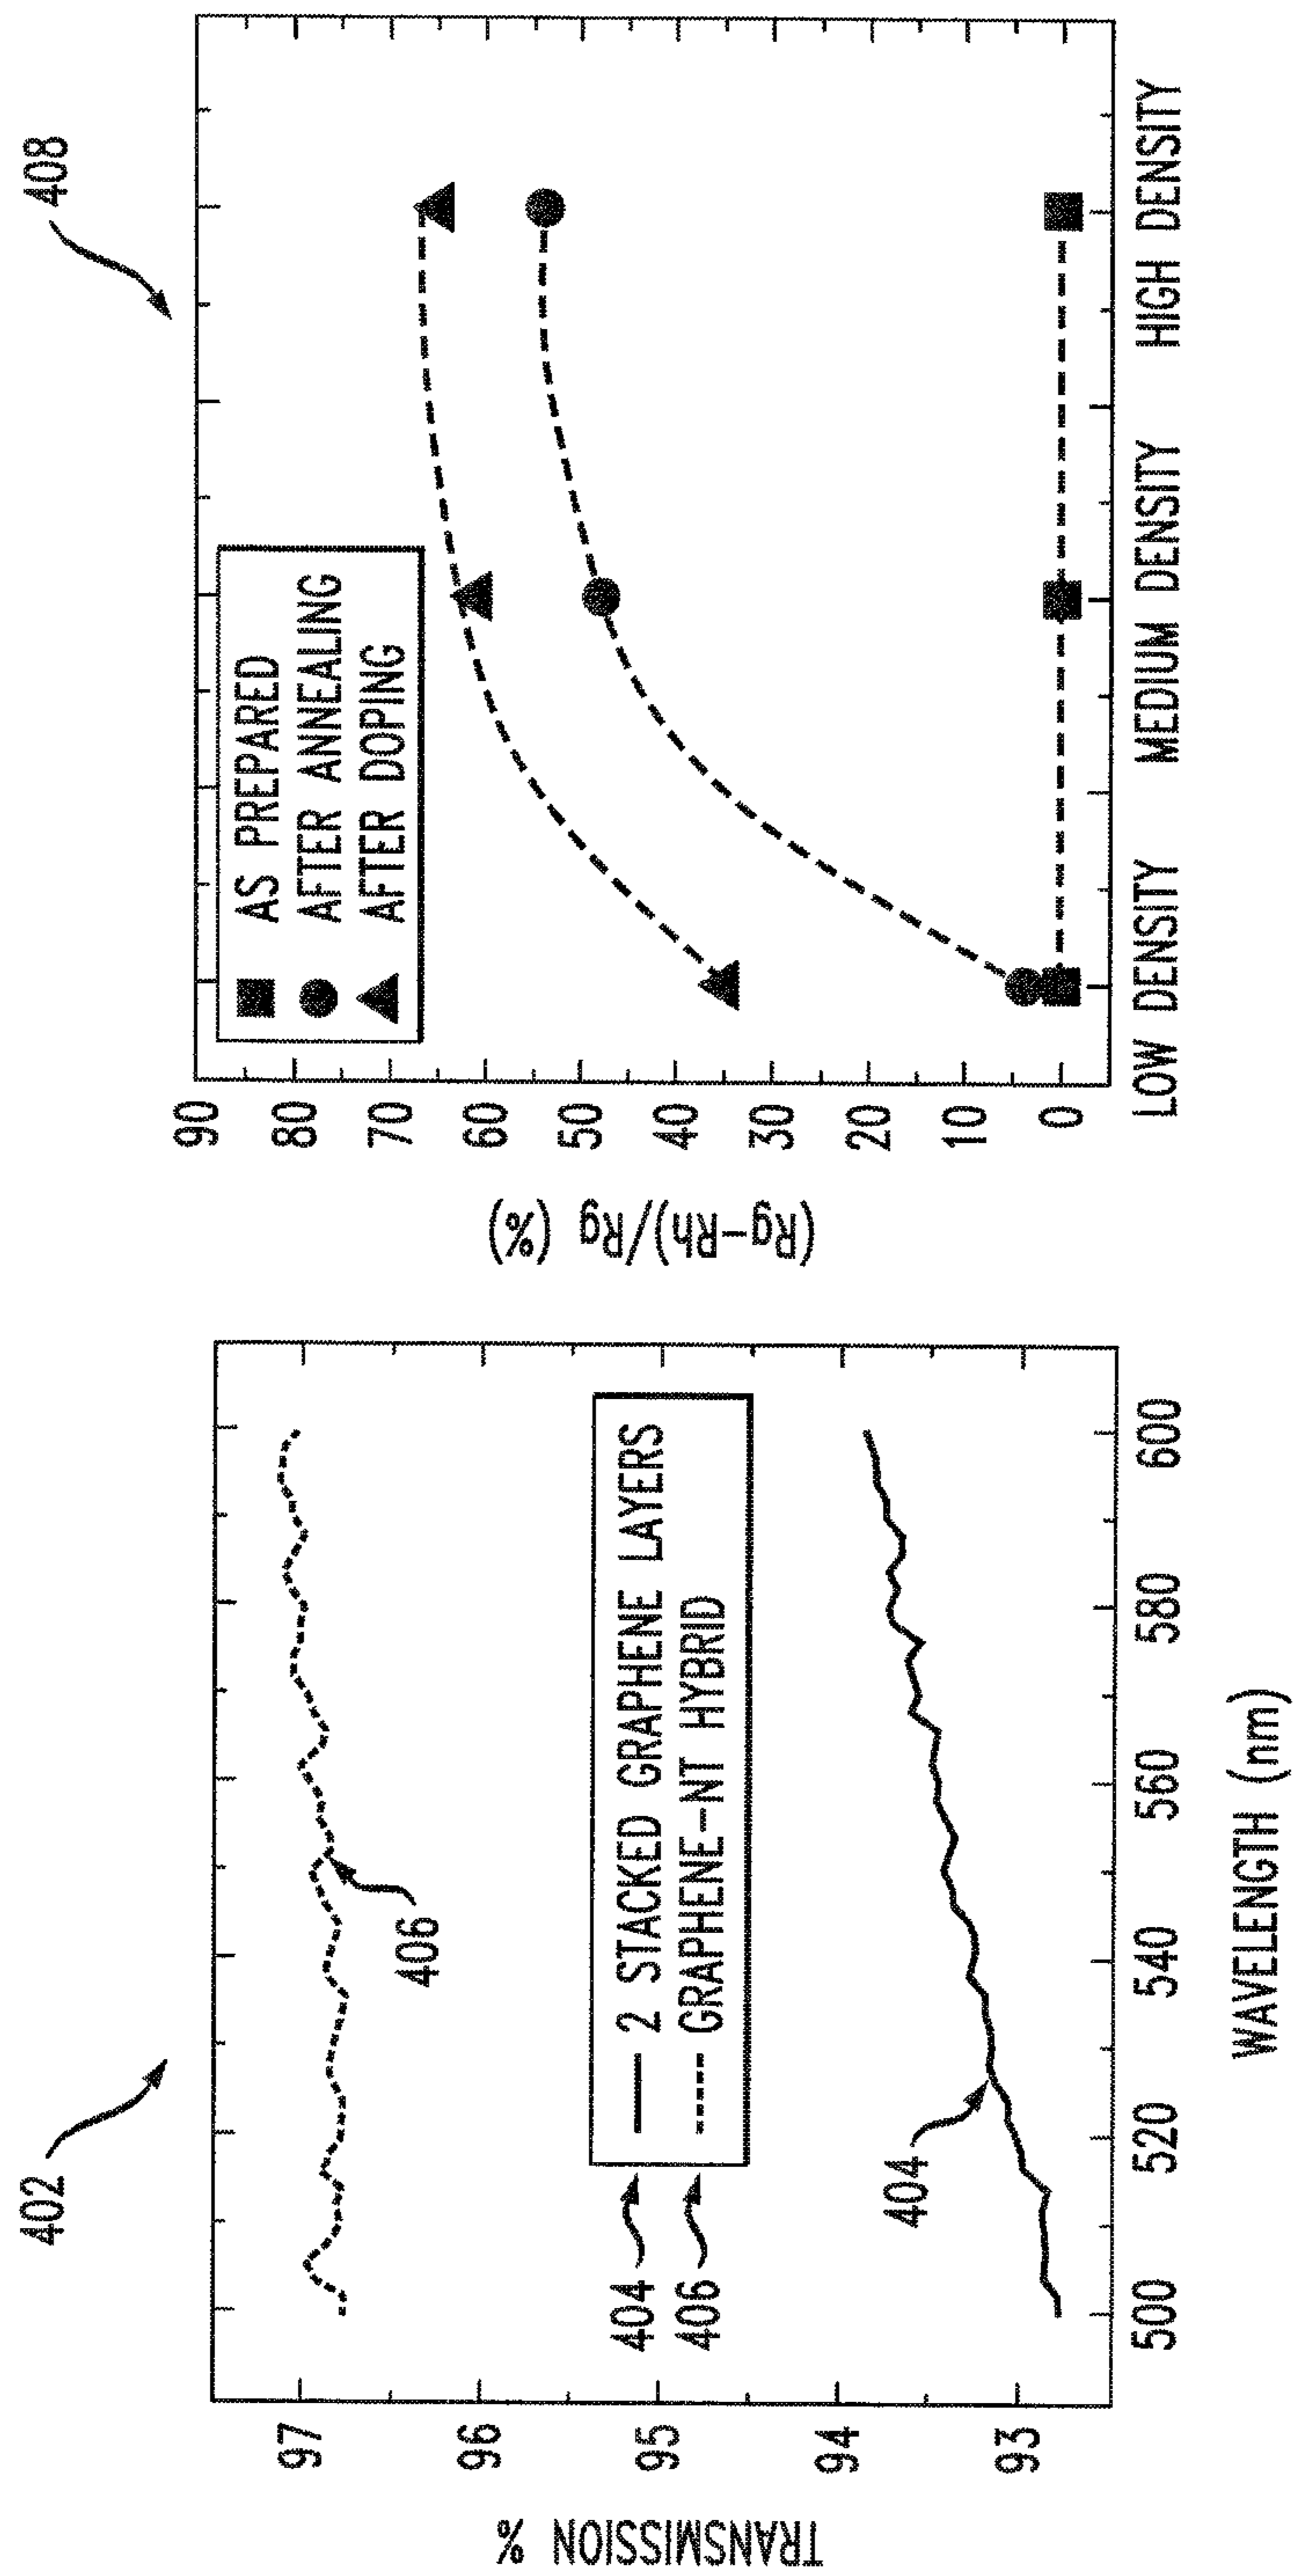 402
TRANSMISSION %
97
96
95
94
93
406
404
406
2 STACKED GRAPHENE LAYERS
GRAPHENE-NT HYBRID
404
500
520
540
560
580
600
WAVELENGTH (nm)
408
(Rg-Rh)/Rg (%)
90
80
70
60
50
40
30
20
10
0
AS PREPARED
AFTER ANNEALING
AFTER DOPING
LOW DENSITY
MEDIUM DENSITY
HIGH DENSITY